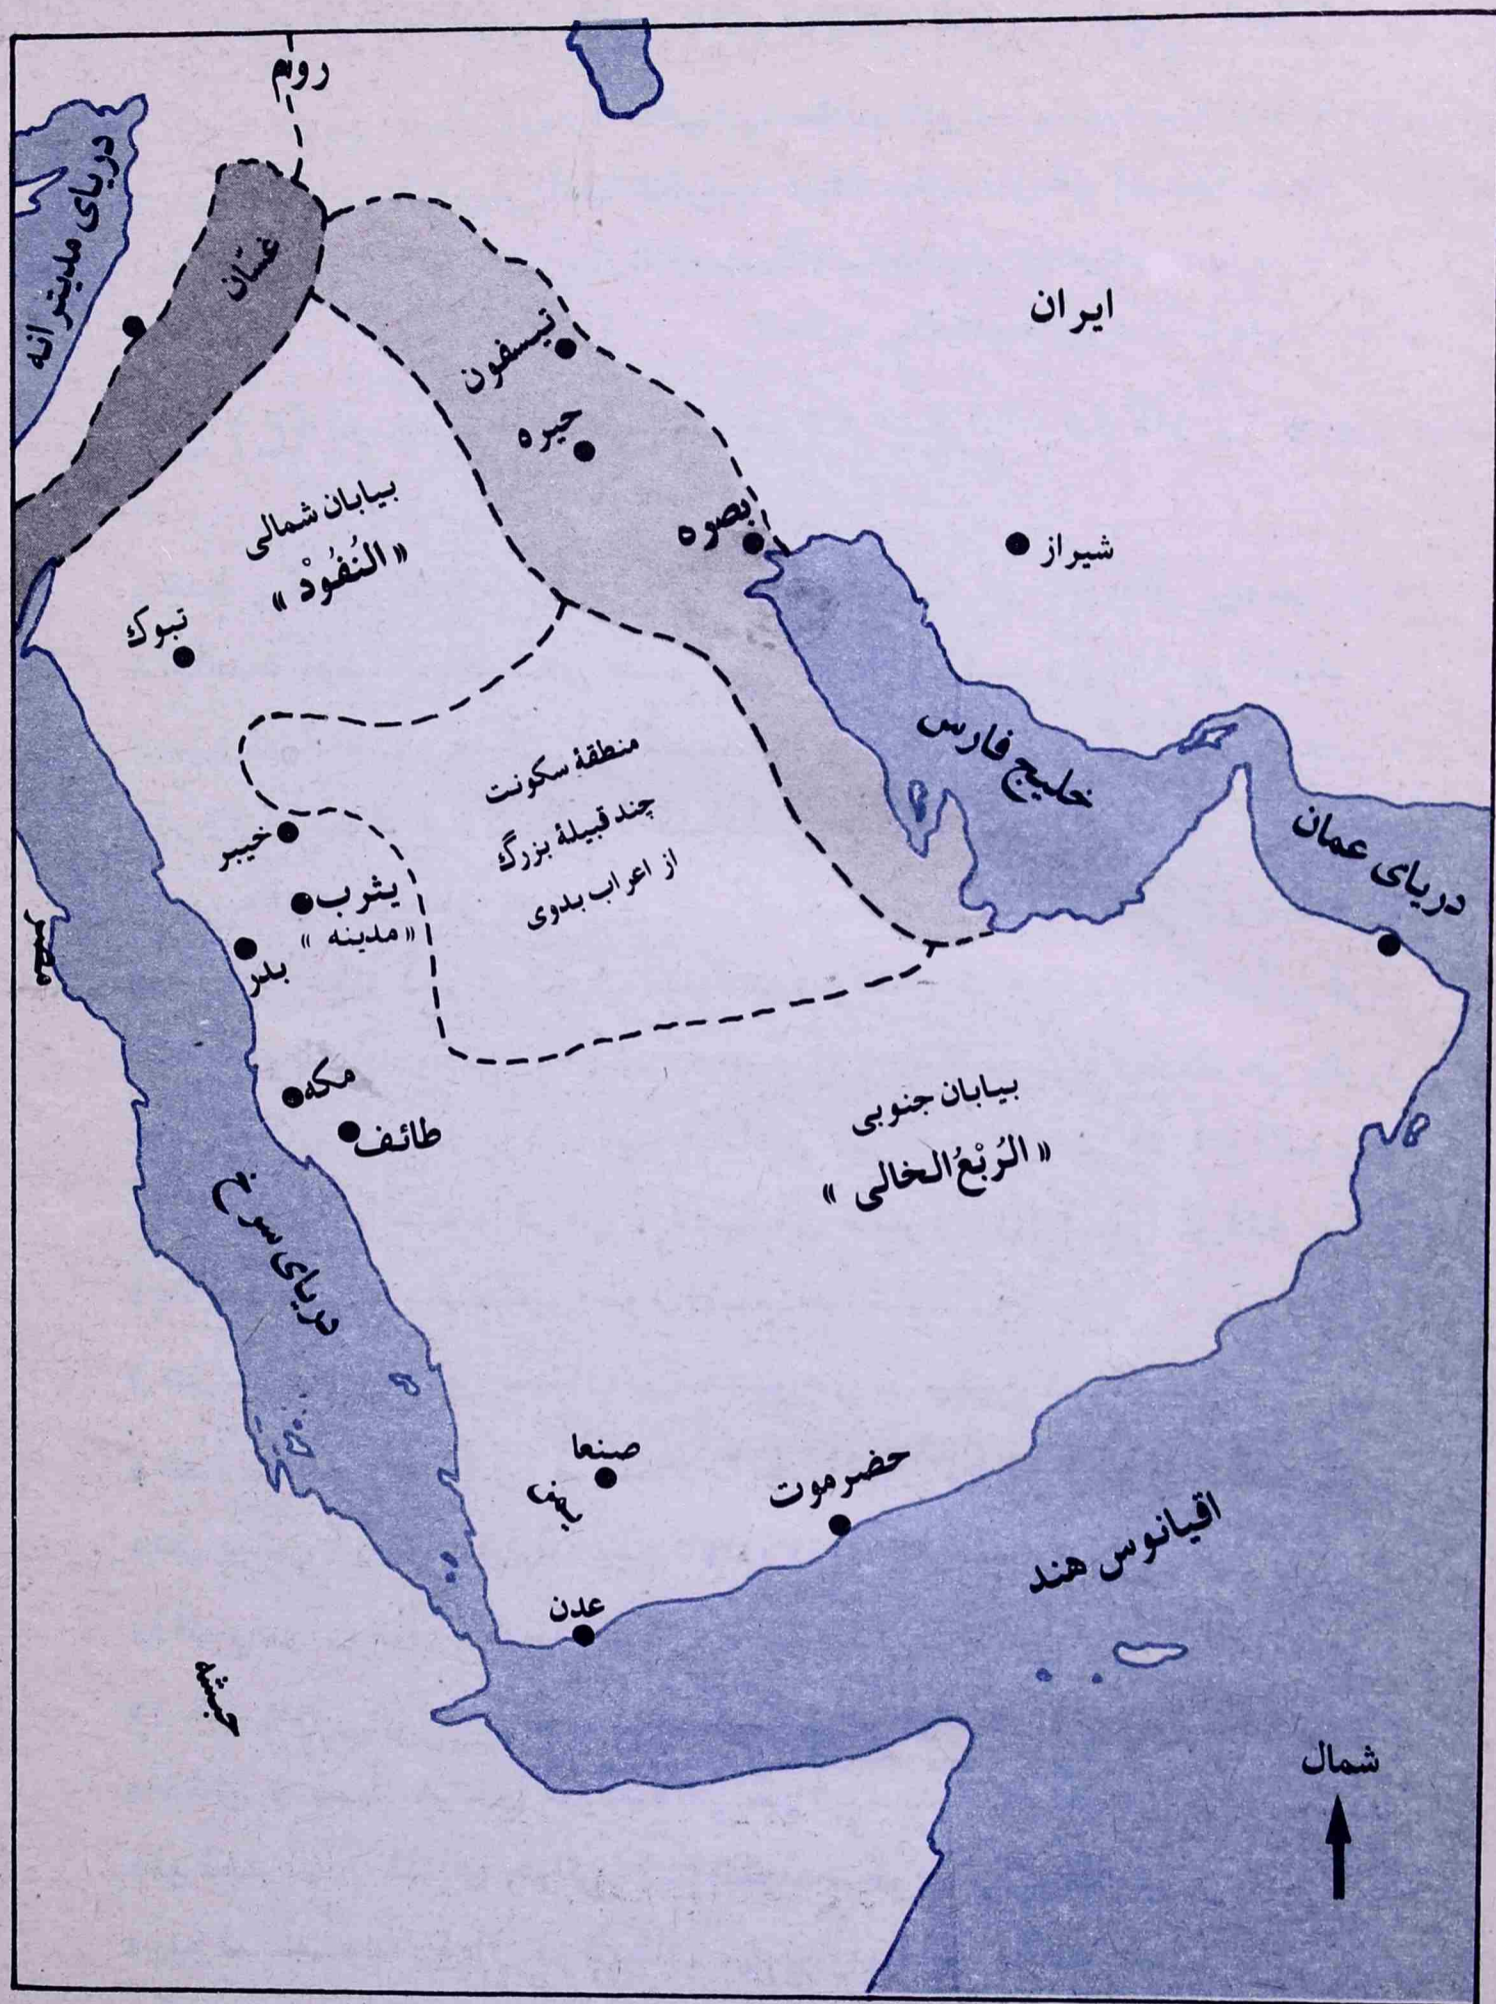 روم
دریای مدیترانه
غسّان
ایران
تیسفون
حیره
بصره
شیراز
بیابان شمالی
« النُفُودْ »
تبوک
خلیج فارس
منطقهٔ سکونت
چند قبیلهٔ بزرگ
از اعراب بدوی
دریای عمان
خیبر
یثرب
« مدینه »
بدر
مصر
مکه
طائف
بیابان جنوبی
« الرُبْعُ الخالی »
دریای سرخ
صنعا
یمن
حضرموت
اقیانوس هند
عدن
حبشه
شمال